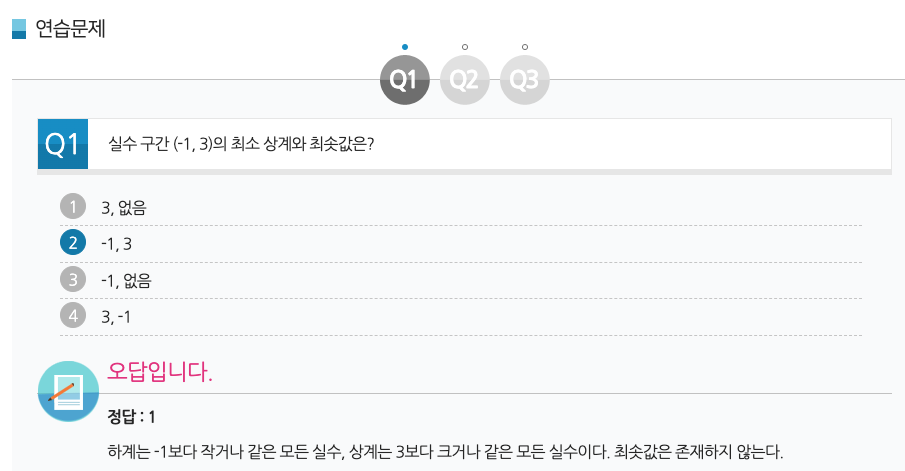 연습문제
Q1 Q2 Q3
Q1 실수 구간 (-1, 3)의 최소 상계와 최솟값은?
1 3, 없음
2 -1, 3
3 -1, 없음
4 3, -1
오답입니다.
정답 : 1
하계는 -1보다 작거나 같은 모든 실수, 상계는 3보다 크거나 같은 모든 실수이다. 최솟값은 존재하지 않는다.